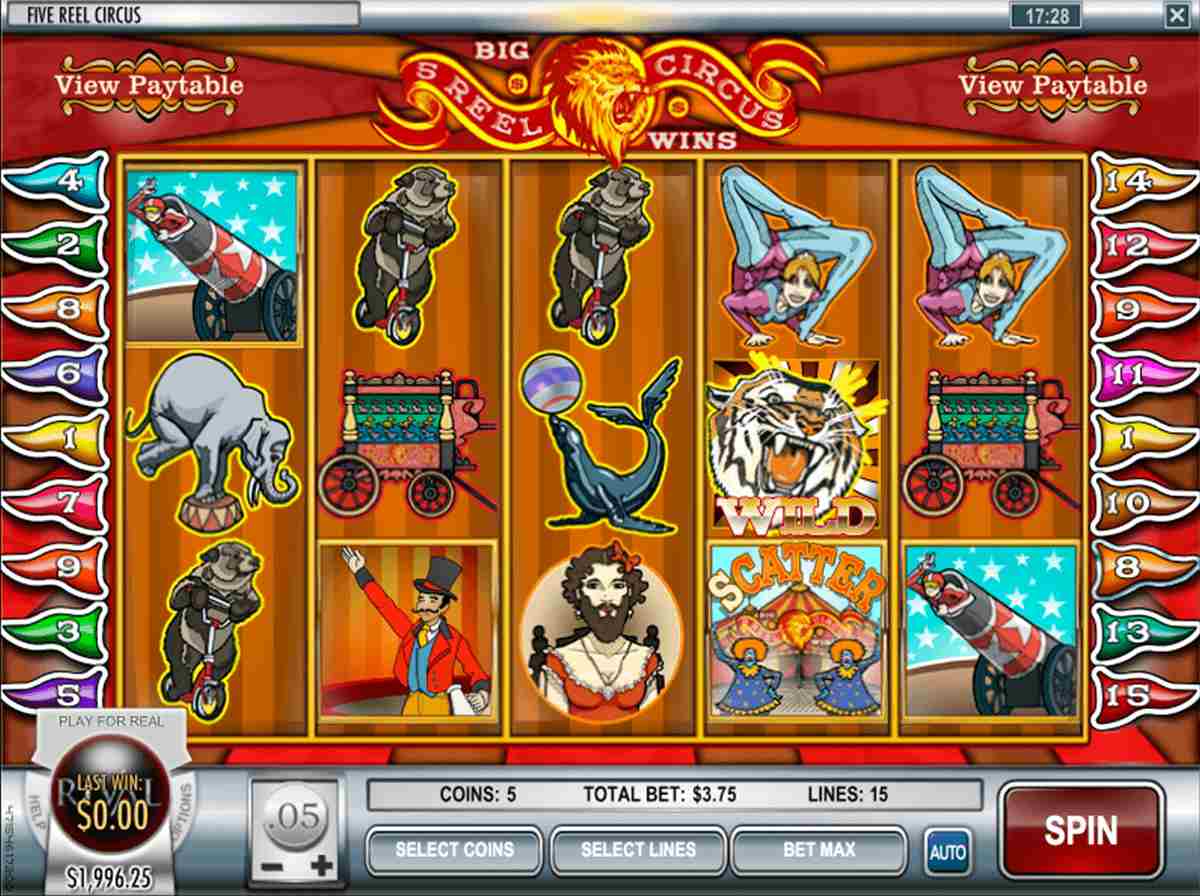 FIVE REEL CIRCUS
17:28
View Paytable
BIG
5 REEL CIRCUS
WINS
View Paytable
4
2
8
6
1
7
9
3
5
14
12
9
11
1
10
8
13
15
WILD
SCATTER
PLAY FOR REAL
HELP
RIVAL
LAST WIN:
$0.00
OPTIONS
$1,996.25
.05
COINS: 5 TOTAL BET: $3.75 LINES: 15
SELECT COINS SELECT LINES BET MAX AUTO
SPIN